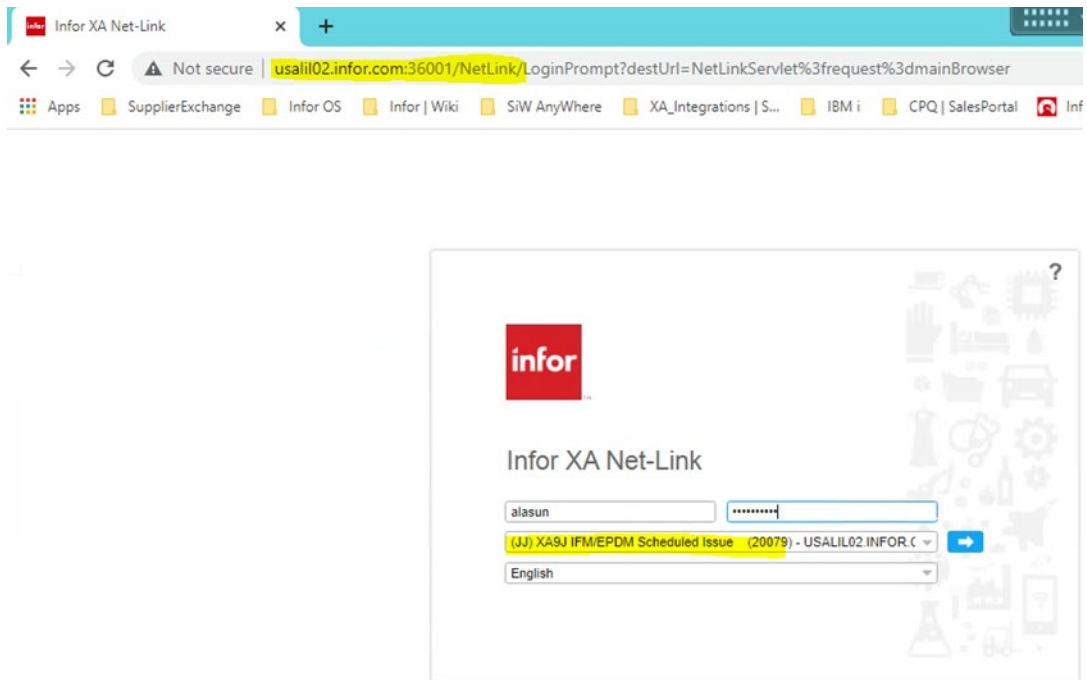 infor Infor XA Net-Link × +
Not secure | usalil02.infor.com:36001/NetLink/LoginPrompt?destUrl=NetLinkServlet%3frequest%3dmainBrowser
Apps SupplierExchange Infor OS Infor | Wiki SiW AnyWhere XA_Integrations | S... IBM i CPQ | SalesPortal Inf
?
infor
Infor XA Net-Link
alasun ••••••••••
(JJ) XA9J IFM/EPDM Scheduled Issue (20079) - USALIL02.INFOR.C
English